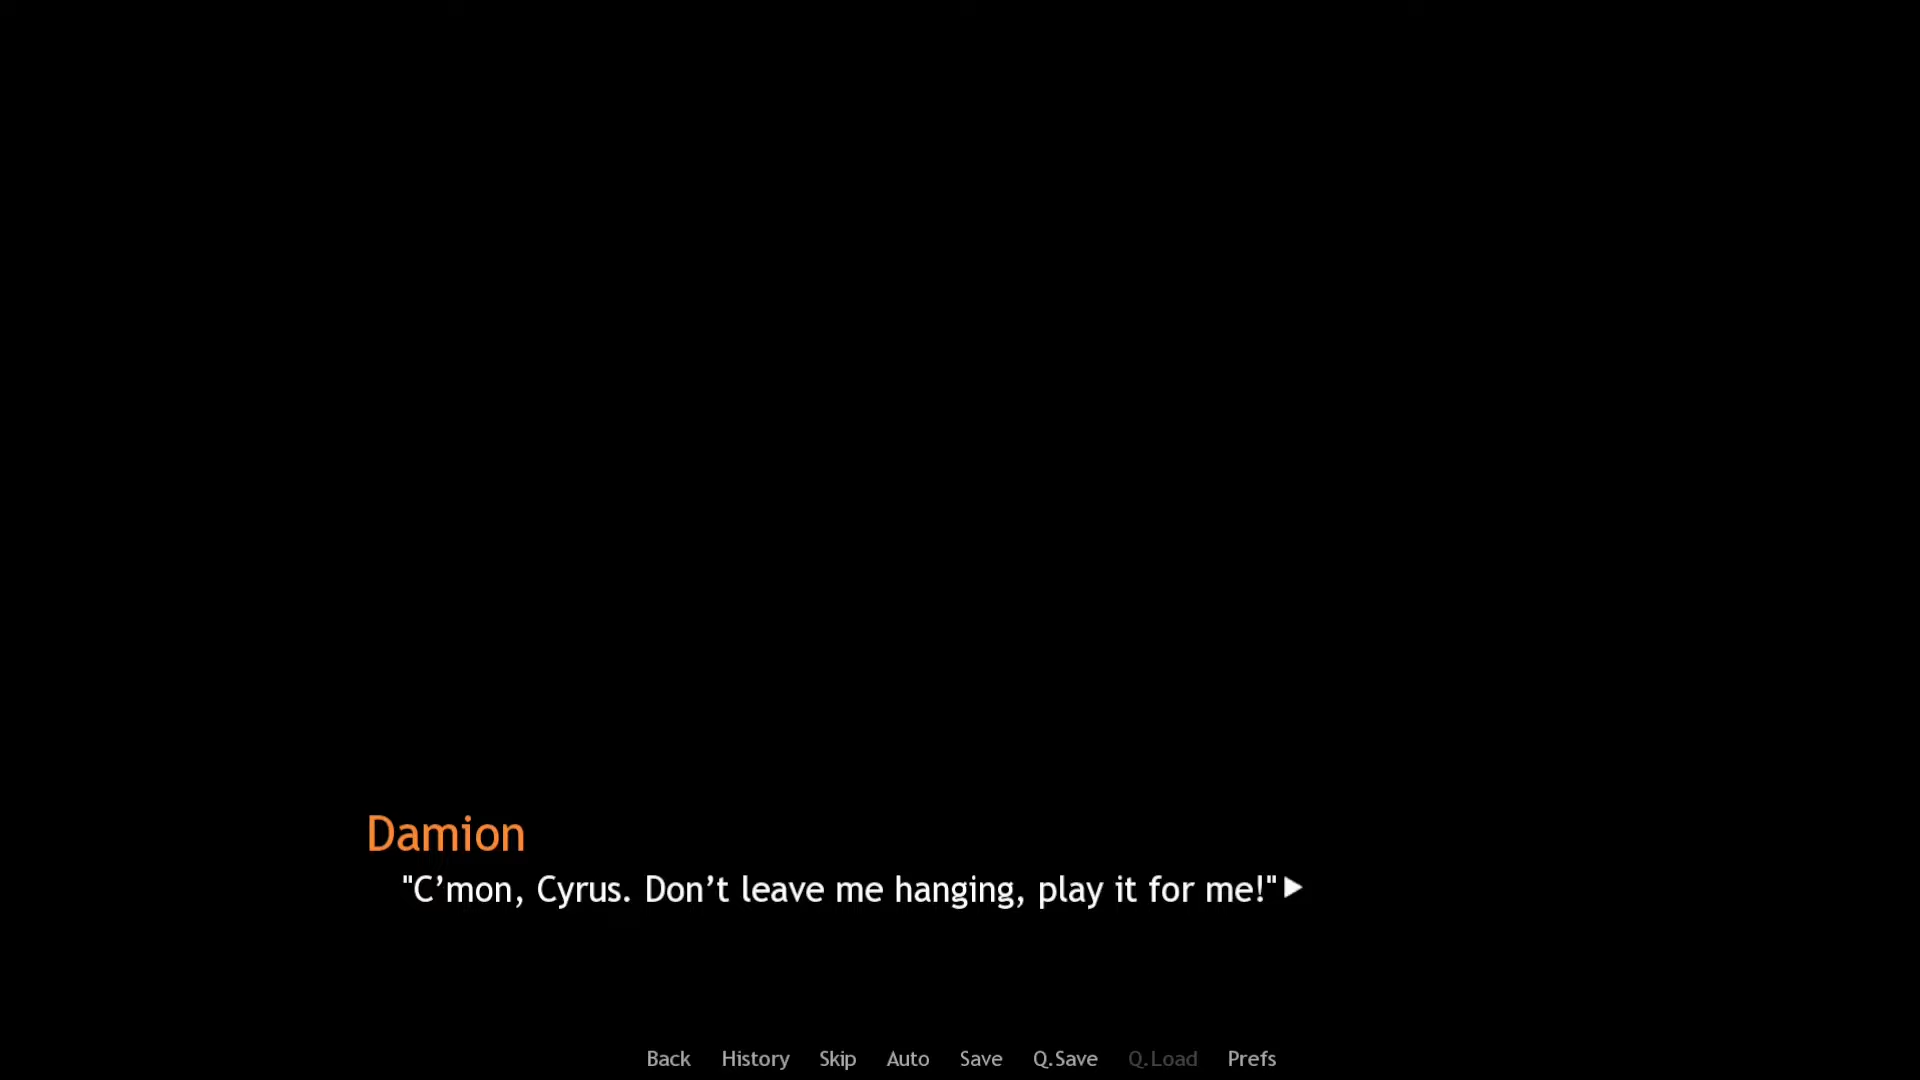 Damion
"C’mon, Cyrus. Don’t leave me hanging, play it for me!"
Back History Skip Auto Save Q.Save Q.Load Prefs